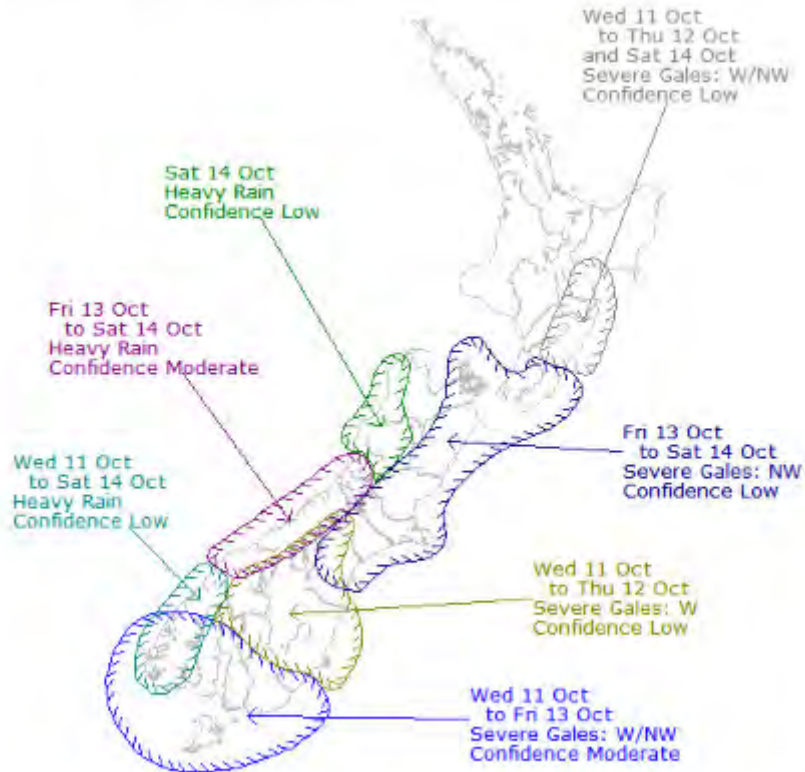 Wed 11 Oct
to Thu 12 Oct
and Sat 14 Oct
Severe Gales: W/NW
Confidence Low
Sat 14 Oct
Heavy Rain
Confidence Low
Fri 13 Oct
to Sat 14 Oct
Heavy Rain
Confidence Moderate
Fri 13 Oct
to Sat 14 Oct
Severe Gales: NW
Confidence Low
Wed 11 Oct
to Sat 14 Oct
Heavy Rain
Confidence Low
Wed 11 Oct
to Thu 12 Oct
Severe Gales: W
Confidence Low
Wed 11 Oct
to Fri 13 Oct
Severe Gales: W/NW
Confidence Moderate